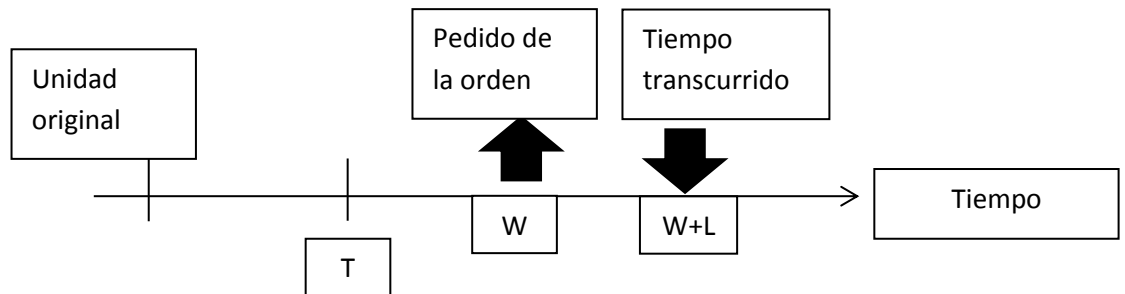 Unidad
original
Pedido de
la orden
Tiempo
transcurrido
Tiempo
W
W+L
T